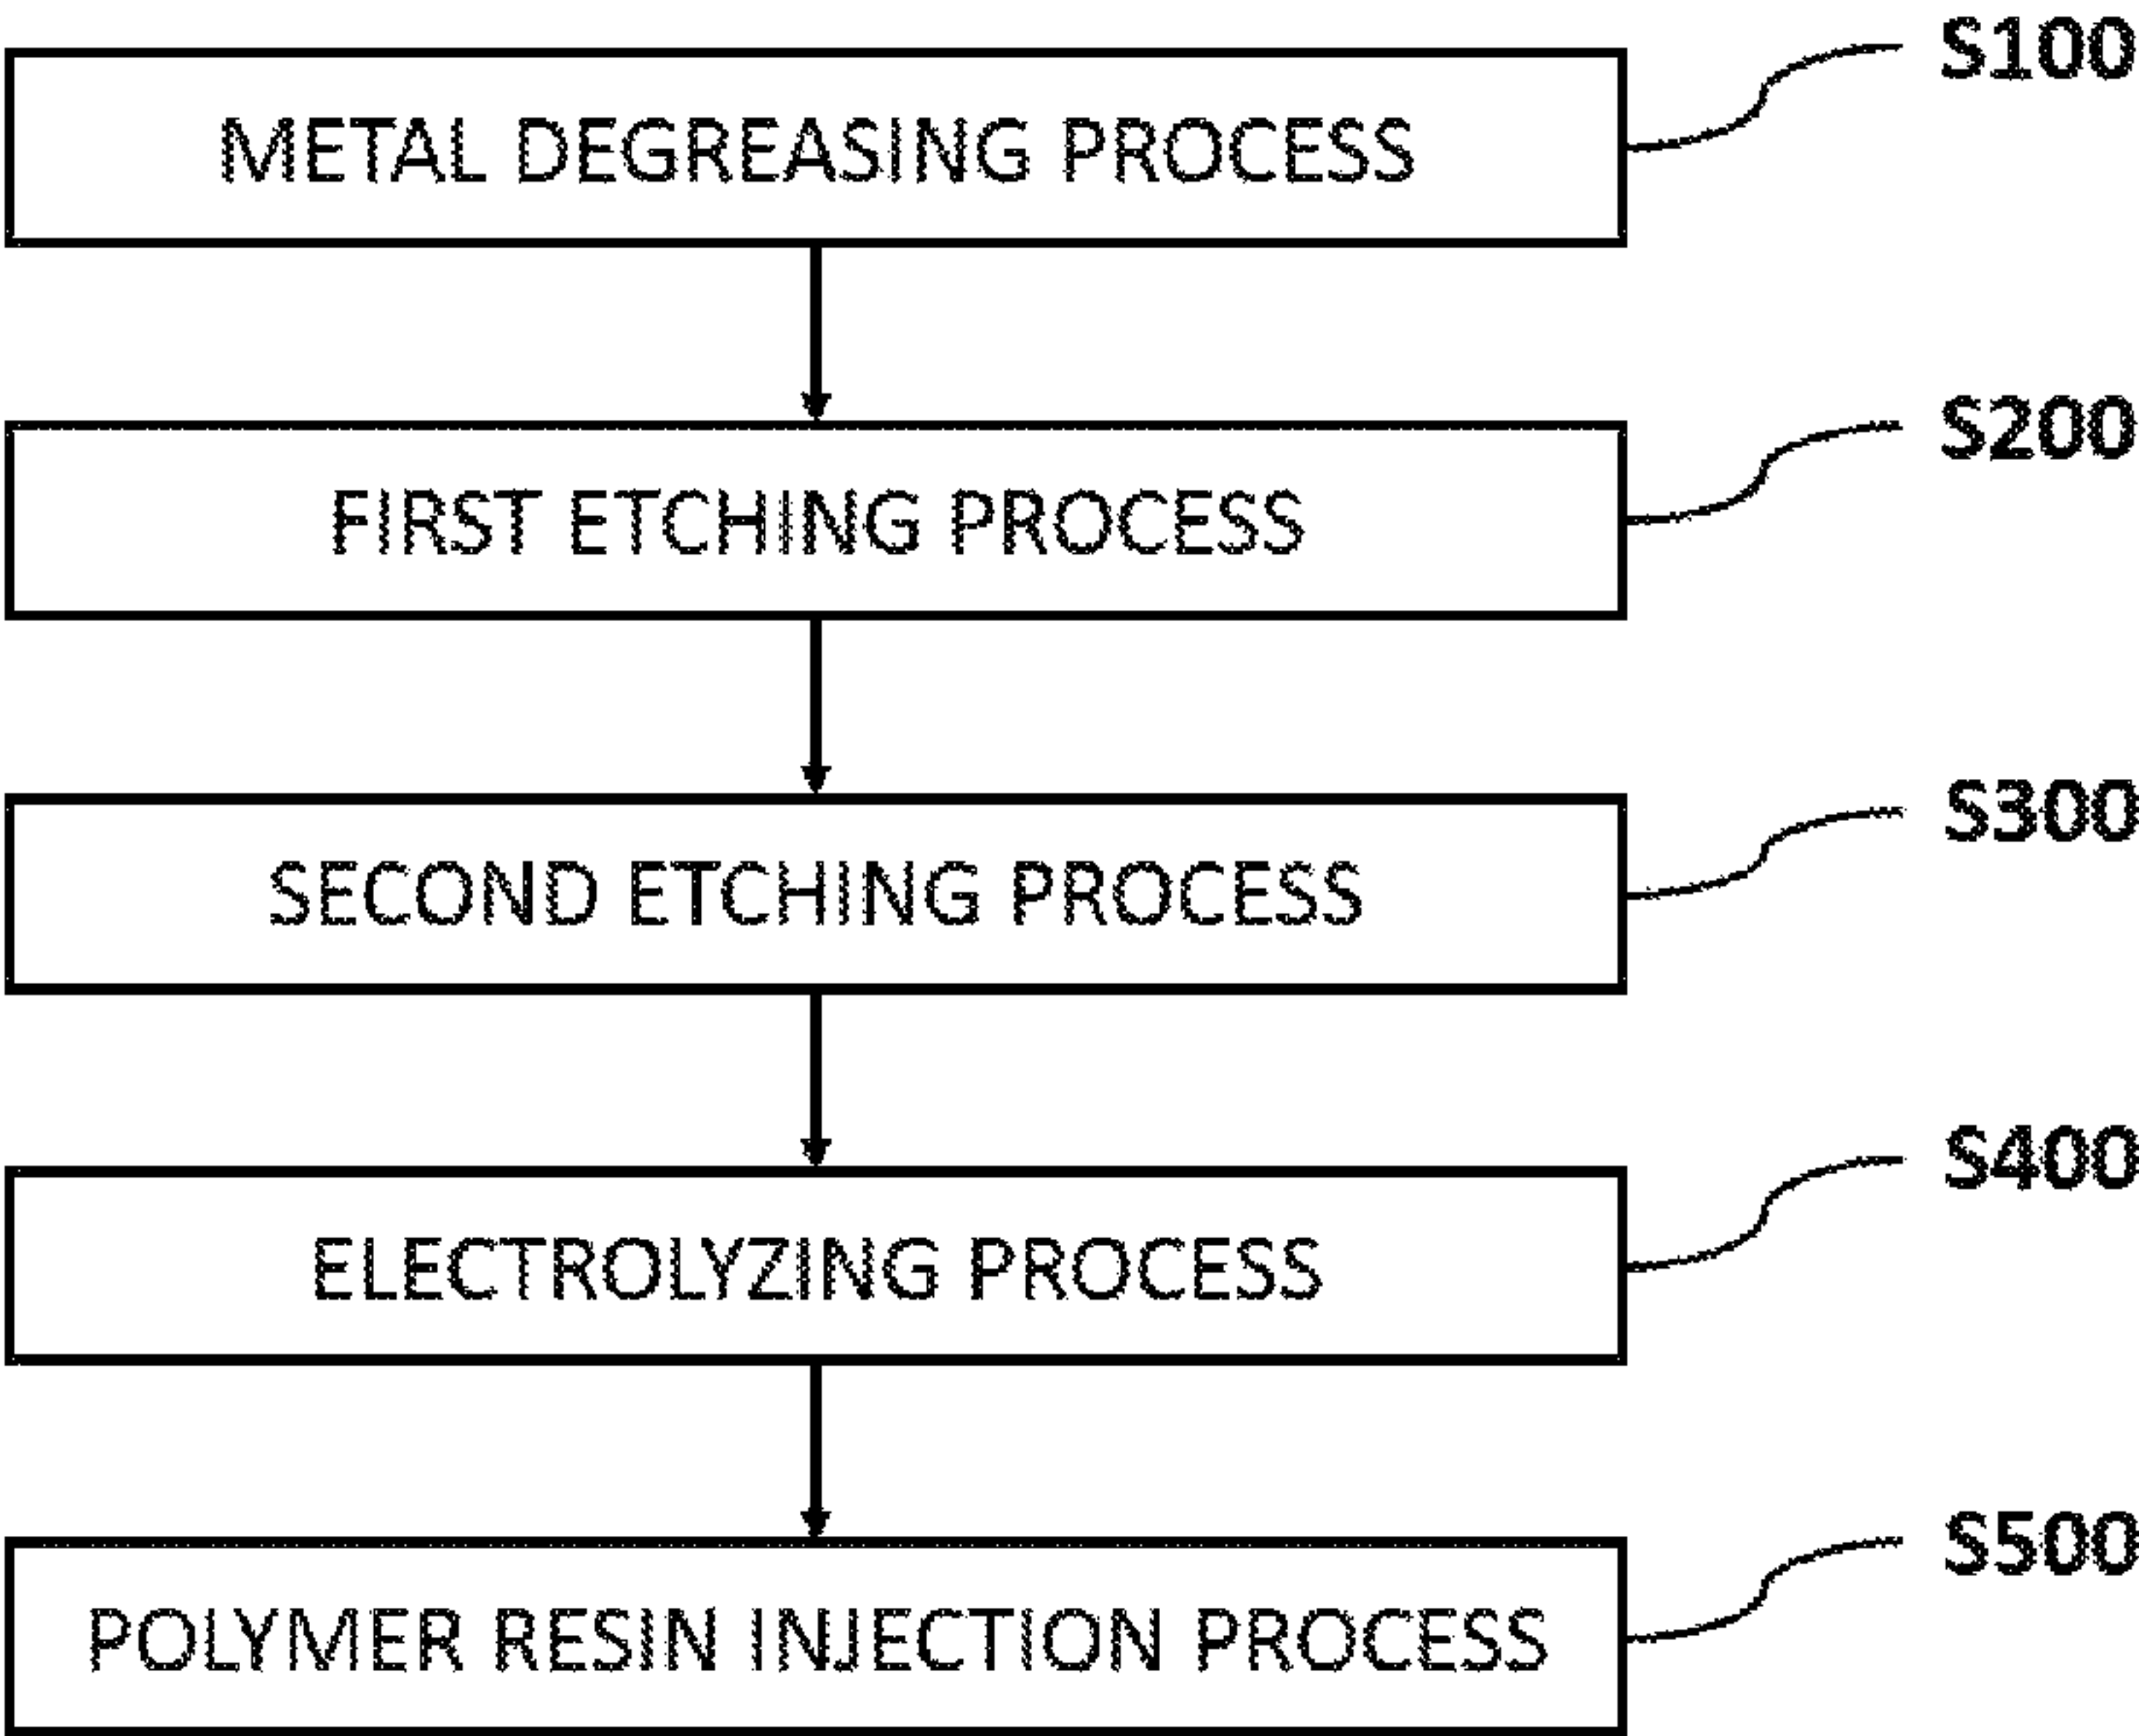 S100
METAL DEGREASING PROCESS
S200
FIRST ETCHING PROCESS
S300
SECOND ETCHING PROCESS
S400
ELECTROLYZING PROCESS
S500
POLYMER RESIN INJECTION PROCESS